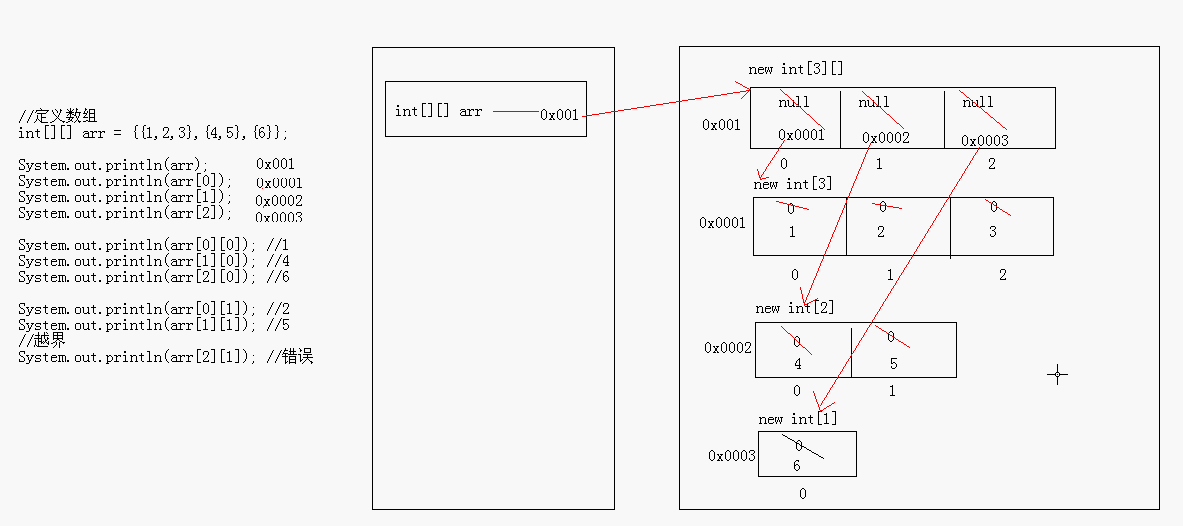 //定义数组
int[][] arr = {{1,2,3},{4,5},{6}};
System.out.println(arr); 0x001
System.out.println(arr[0]); 0x0001
System.out.println(arr[1]); 0x0002
System.out.println(arr[2]); 0x0003
System.out.println(arr[0][0]); //1
System.out.println(arr[1][0]); //4
System.out.println(arr[2][0]); //6
System.out.println(arr[0][1]); //2
System.out.println(arr[1][1]); //5
//越界
System.out.println(arr[2][1]); //错误
int[][] arr 0x001
new int[3][]
null null null
0x001 0x0001 0x0002 0x0003
0 1 2
new int[3]
0 0 0
0x0001
1 2 3
0 1 2
new int[2]
0 0
0x0002
4 5
0 1
new int[1]
0
0x0003
6
0